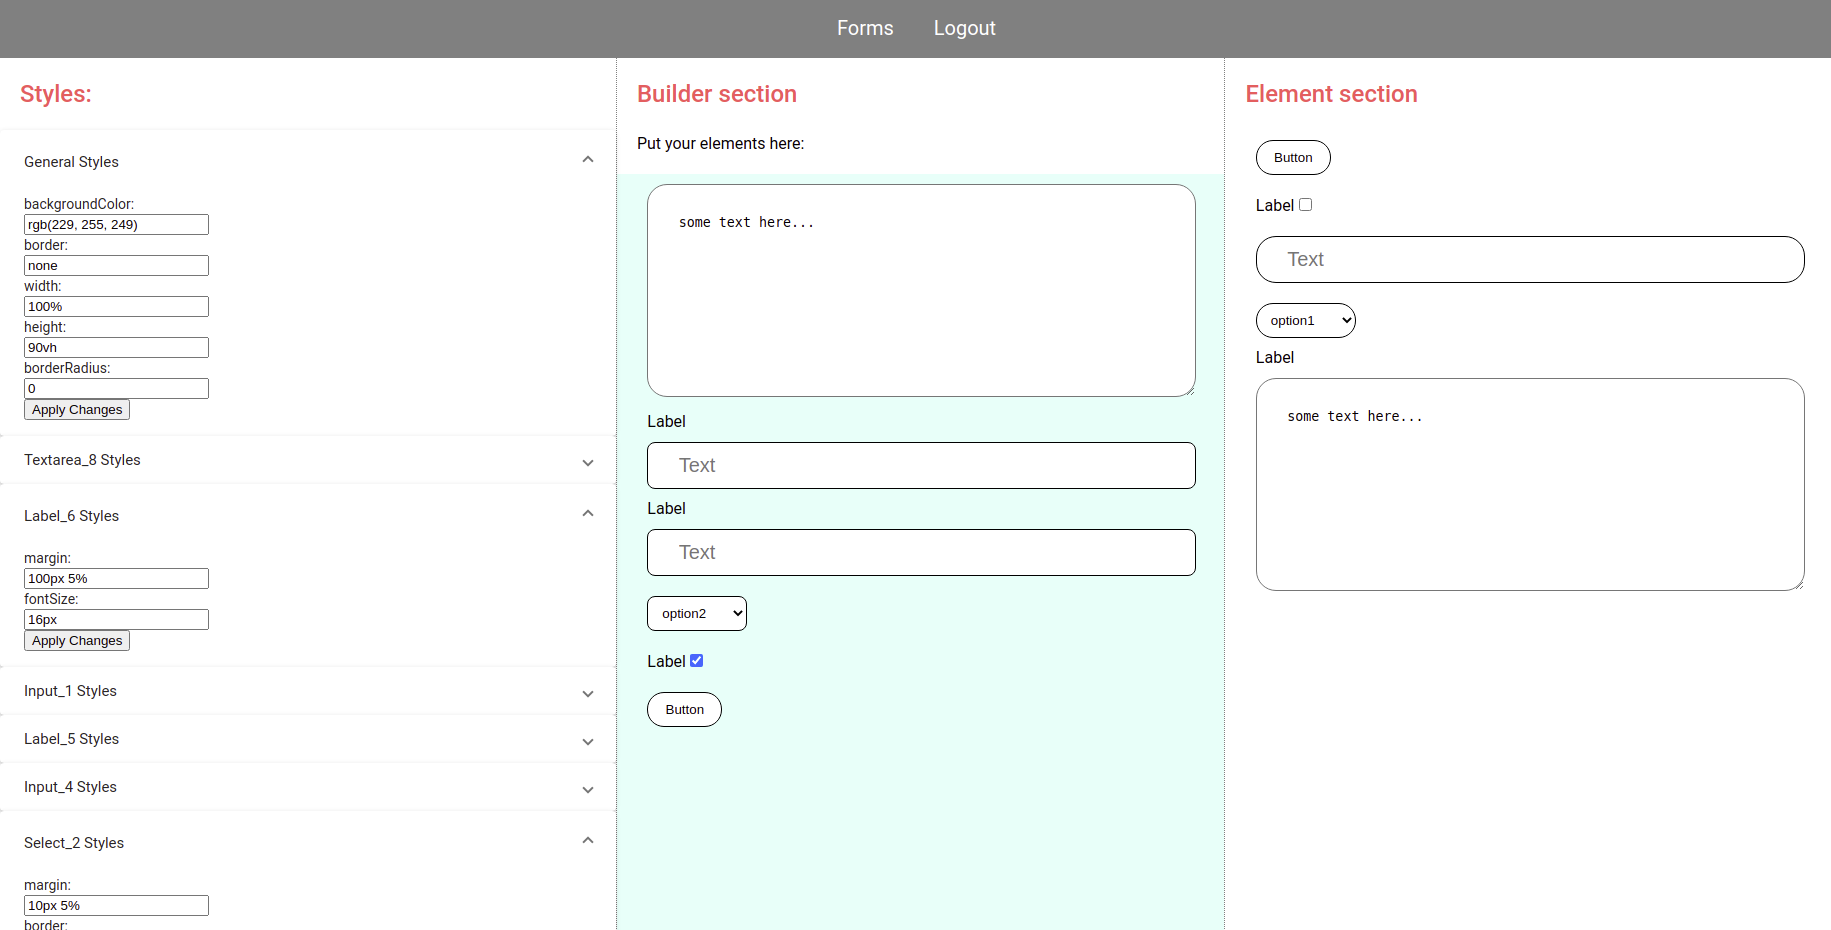 Forms
Logout
Styles:
General Styles
backgroundColor:
rgb(229, 255, 249)
border:
none
width:
100%
height:
90vh
borderRadius:
0
Apply Changes
Textarea_8 Styles
Label_6 Styles
margin:
100px 5%
fontSize:
16px
Apply Changes
Input_1 Styles
Label_5 Styles
Input_4 Styles
Select_2 Styles
margin:
10px 5%
border:
Builder section
Put your elements here:
some text here...
Label
Text
Label
Text
option2
Label
Button
Element section
Button
Label
Text
option1
Label
some text here...